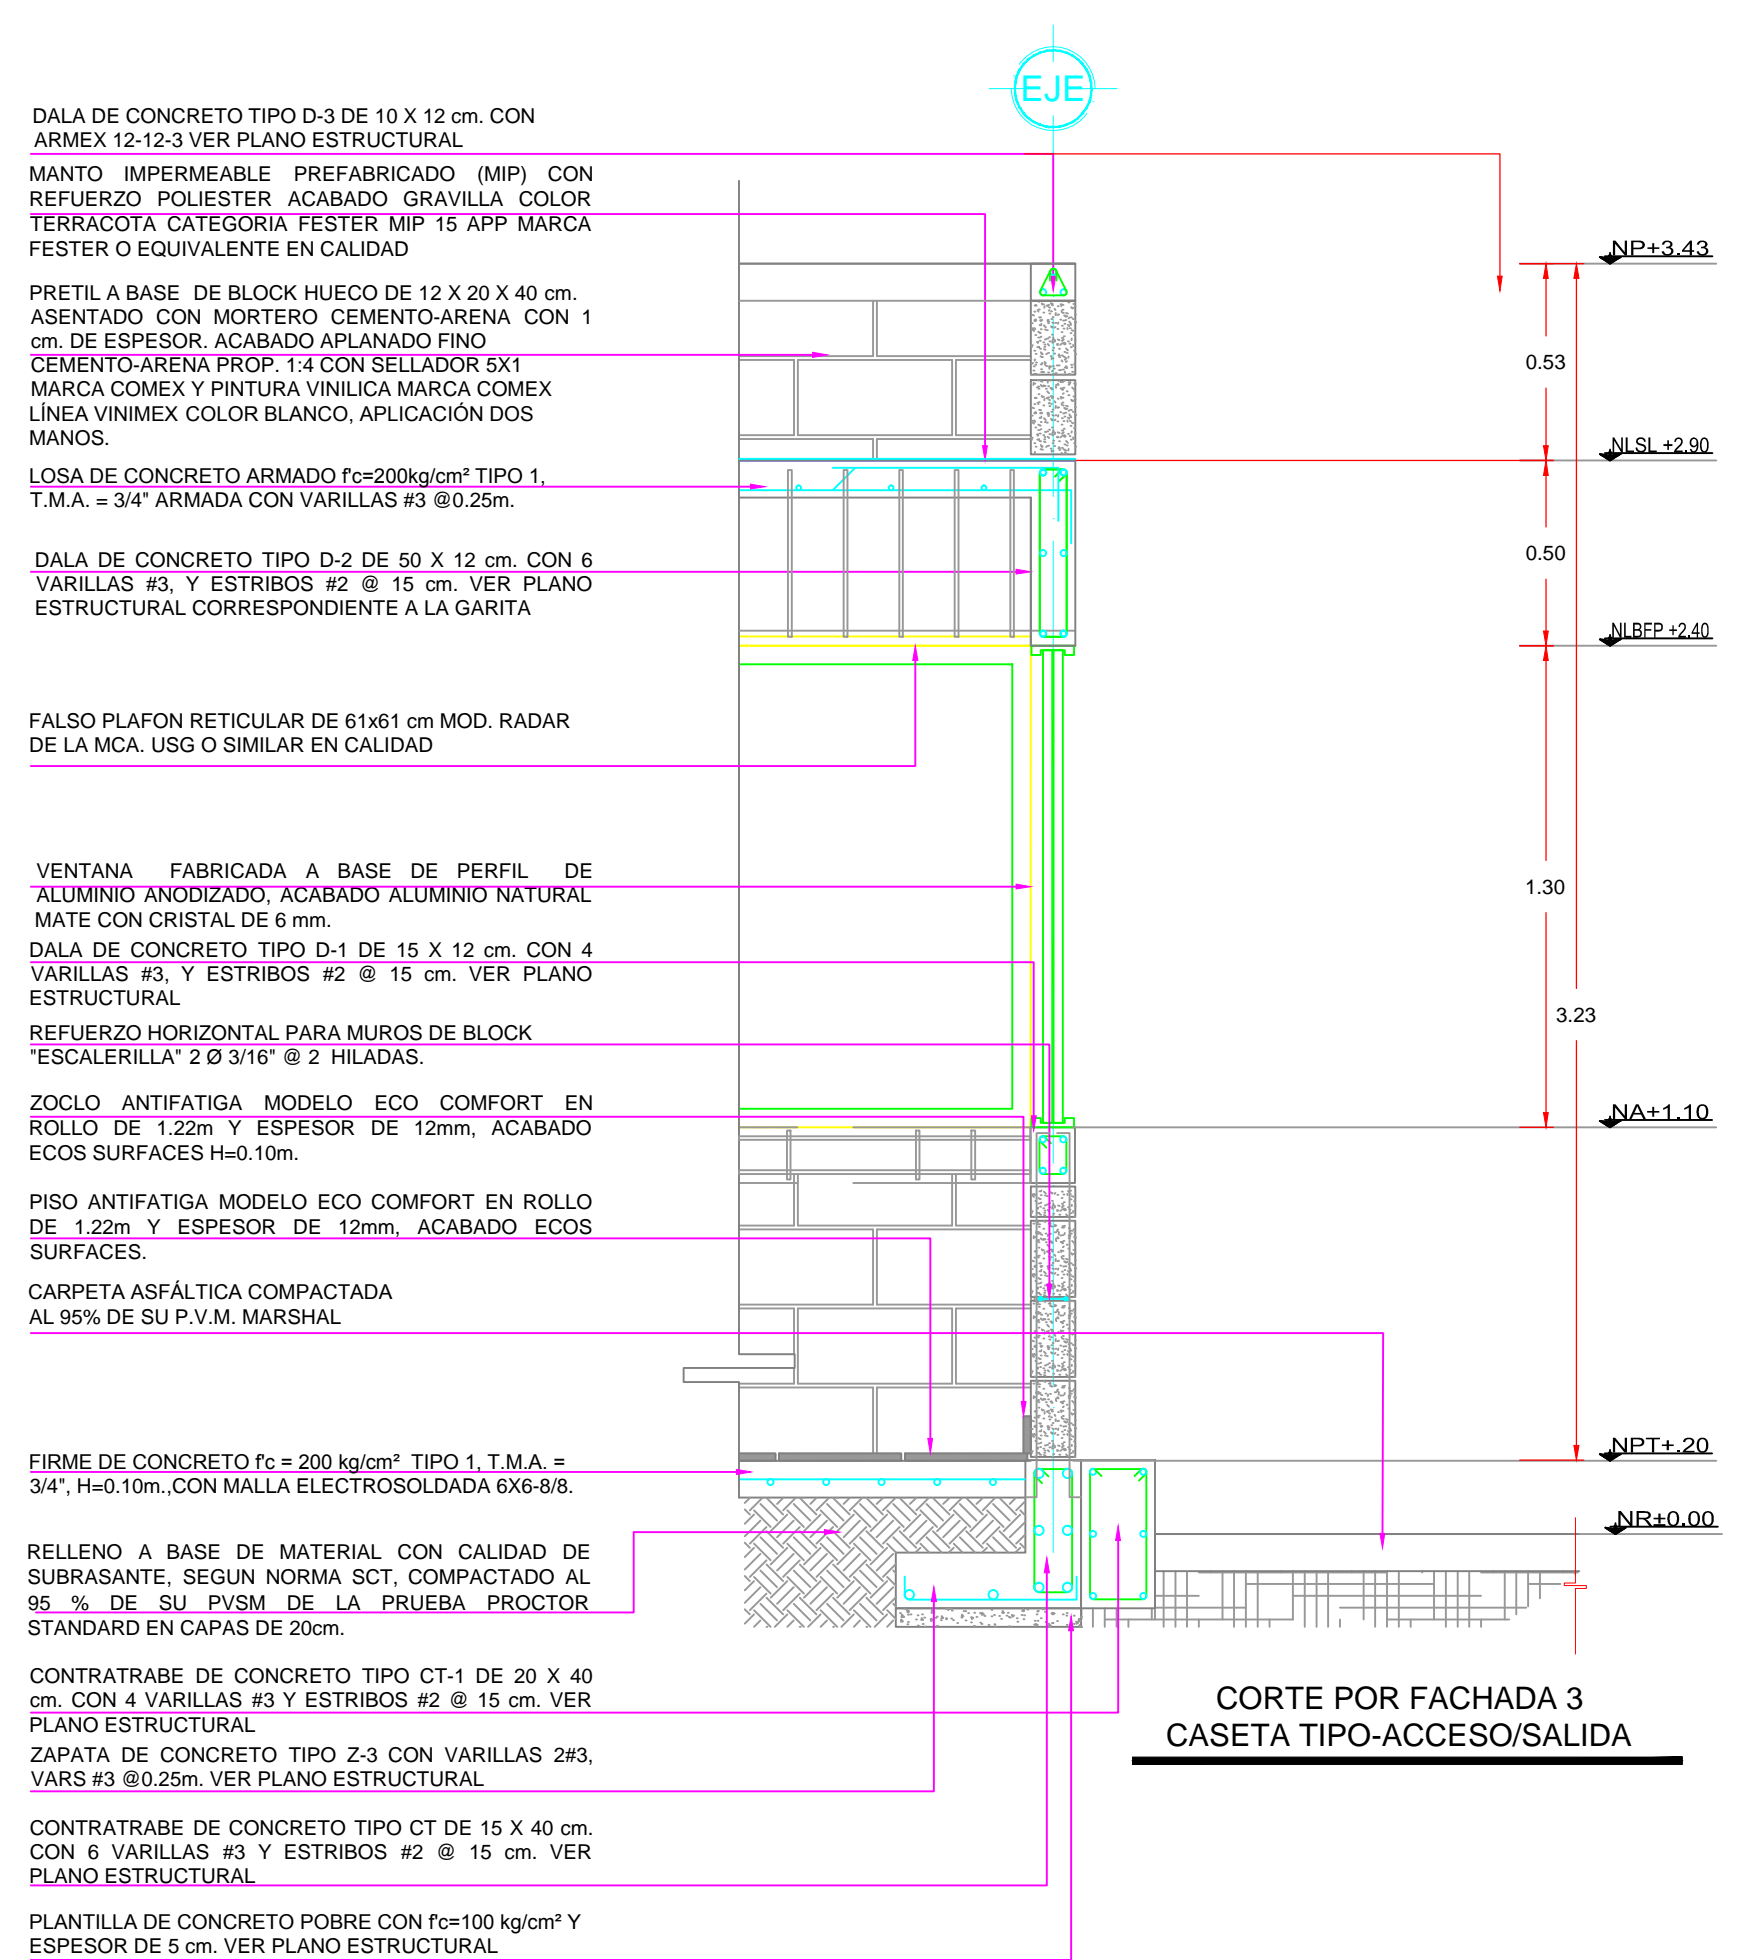 EJE
DALA DE CONCRETO TIPO D-3 DE 10 X 12 cm. CON
ARMEX 12-12-3 VER PLANO ESTRUCTURAL
MANTO IMPERMEABLE PREFABRICADO (MIP) CON
REFUERZO POLIESTER ACABADO GRAVILLA COLOR
TERRACOTA CATEGORIA FESTER MIP 15 APP MARCA
FESTER O EQUIVALENTE EN CALIDAD
PRETIL A BASE DE BLOCK HUECO DE 12 X 20 X 40 cm.
ASENTADO CON MORTERO CEMENTO-ARENA CON 1
cm. DE ESPESOR. ACABADO APLANADO FINO
CEMENTO-ARENA PROP. 1:4 CON SELLADOR 5X1
MARCA COMEX Y PINTURA VINILICA MARCA COMEX
LÍNEA VINIMEX COLOR BLANCO, APLICACIÓN DOS
MANOS.
LOSA DE CONCRETO ARMADO f'c=200kg/cm² TIPO 1,
T.M.A. = 3/4" ARMADA CON VARILLAS #3 @0.25m.
DALA DE CONCRETO TIPO D-2 DE 50 X 12 cm. CON 6
VARILLAS #3, Y ESTRIBOS #2 @ 15 cm. VER PLANO
ESTRUCTURAL CORRESPONDIENTE A LA GARITA
FALSO PLAFON RETICULAR DE 61x61 cm MOD. RADAR
DE LA MCA. USG O SIMILAR EN CALIDAD
VENTANA FABRICADA A BASE DE PERFIL DE
ALUMINIO ANODIZADO, ACABADO ALUMINIO NATURAL
MATE CON CRISTAL DE 6 mm.
DALA DE CONCRETO TIPO D-1 DE 15 X 12 cm. CON 4
VARILLAS #3, Y ESTRIBOS #2 @ 15 cm. VER PLANO
ESTRUCTURAL
REFUERZO HORIZONTAL PARA MUROS DE BLOCK
"ESCALERILLA" 2 Ø 3/16" @ 2 HILADAS.
ZOCLO ANTIFATIGA MODELO ECO COMFORT EN
ROLLO DE 1.22m Y ESPESOR DE 12mm, ACABADO
ECOS SURFACES H=0.10m.
PISO ANTIFATIGA MODELO ECO COMFORT EN ROLLO
DE 1.22m Y ESPESOR DE 12mm, ACABADO ECOS
SURFACES.
CARPETA ASFÁLTICA COMPACTADA
AL 95% DE SU P.V.M. MARSHAL
FIRME DE CONCRETO f'c = 200 kg/cm² TIPO 1, T.M.A. =
3/4", H=0.10m.,CON MALLA ELECTROSOLDADA 6X6-8/8.
RELLENO A BASE DE MATERIAL CON CALIDAD DE
SUBRASANTE, SEGUN NORMA SCT, COMPACTADO AL
95 % DE SU PVSM DE LA PRUEBA PROCTOR
STANDARD EN CAPAS DE 20cm.
CONTRATRABE DE CONCRETO TIPO CT-1 DE 20 X 40
cm. CON 4 VARILLAS #3 Y ESTRIBOS #2 @ 15 cm. VER
PLANO ESTRUCTURAL
ZAPATA DE CONCRETO TIPO Z-3 CON VARILLAS 2#3,
VARS #3 @0.25m. VER PLANO ESTRUCTURAL
CONTRATRABE DE CONCRETO TIPO CT DE 15 X 40 cm.
CON 6 VARILLAS #3 Y ESTRIBOS #2 @ 15 cm. VER
PLANO ESTRUCTURAL
PLANTILLA DE CONCRETO POBRE CON f'c=100 kg/cm² Y
ESPESOR DE 5 cm. VER PLANO ESTRUCTURAL
NP+3.43
0.53
NLSL +2.90
0.50
NLBFP +2.40
1.30
3.23
NA+1.10
NPT+.20
NR±0.00
CORTE POR FACHADA 3
CASETA TIPO-ACCESO/SALIDA